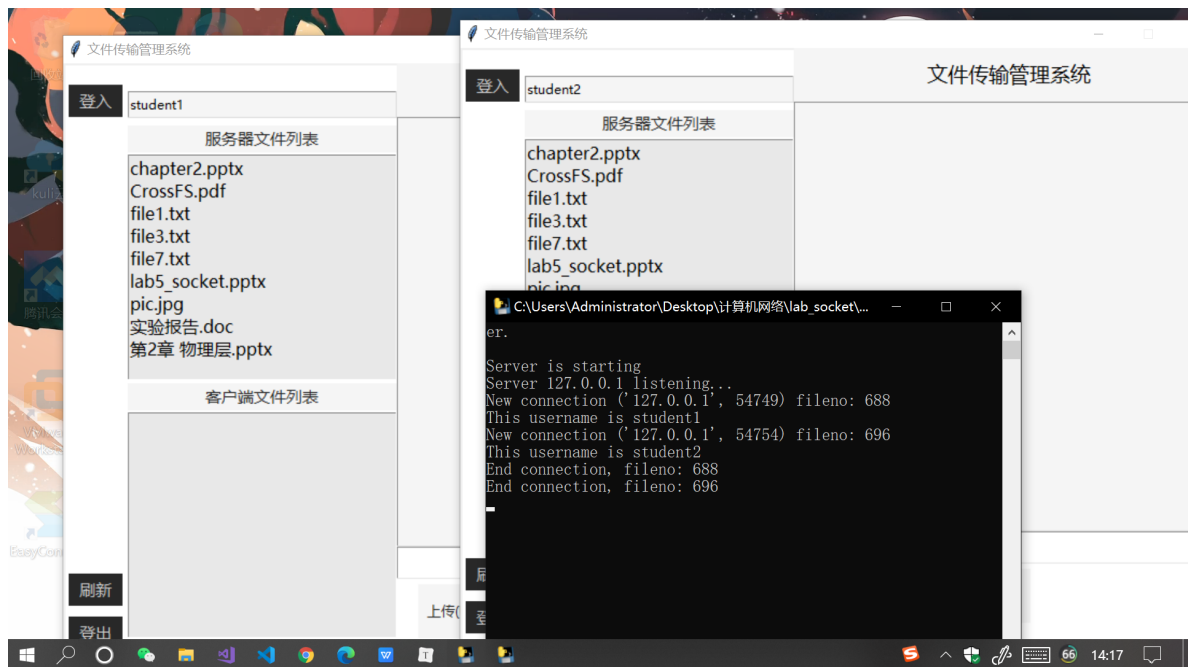 文件传输管理系统
登入
student1
服务器文件列表
chapter2.pptx
CrossFS.pdf
file1.txt
file3.txt
file7.txt
lab5_socket.pptx
pic.jpg
实验报告.doc
第2章 物理层.pptx
客户端文件列表
刷新
登出
上传(
文件传输管理系统
文件传输管理系统
登入
student2
服务器文件列表
chapter2.pptx
CrossFS.pdf
file1.txt
file3.txt
file7.txt
lab5_socket.pptx
pic.jpg
C:\Users\Administrator\Desktop\计算机网络\lab_socket\...
er.
Server is starting
Server 127.0.0.1 listening...
New connection ('127.0.0.1', 54749) fileno: 688
This username is student1
New connection ('127.0.0.1', 54754) fileno: 696
This username is student2
End connection, fileno: 688
End connection, fileno: 696
66
14:17